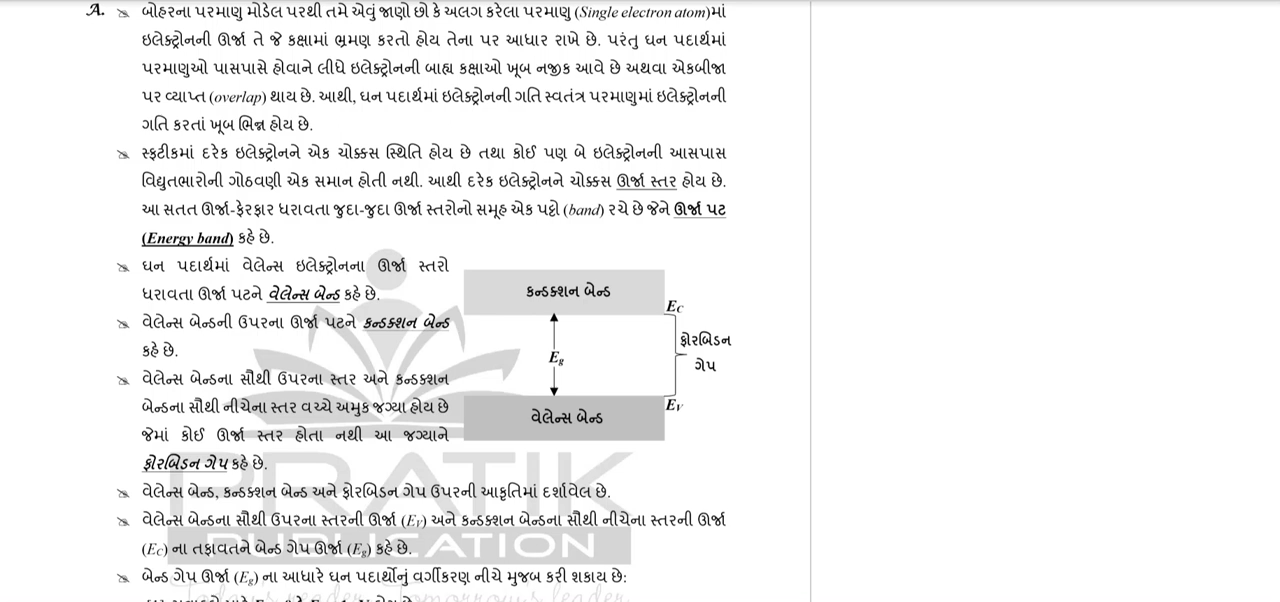 A. બોહરના પરમાણુ મોડેલ પરથી તમે એવું જાણો છો કે અલગ કરેલા પરમાણુ (Single electron atom)માં
ઇલેક્ટ્રોનની ઊર્જા તે જે કક્ષામાં ભ્રમણ કરતો હોય તેના પર આધાર રાખે છે. પરંતુ ઘન પદાર્થમાં
પરમાણુઓ પાસપાસે હોવાને લીધે ઇલેક્ટ્રોનની બાહ્ય કક્ષાઓ ખૂબ નજીક આવે છે અથવા એકબીજા
પર વ્યાપ્ત (overlap) થાય છે. આથી, ઘન પદાર્થમાં ઇલેક્ટ્રોનની ગતિ સ્વતંત્ર પરમાણુમાં ઇલેક્ટ્રોનની
ગતિ કરતાં ખૂબ ભિન્ન હોય છે.
સ્ફટીકમાં દરેક ઇલેક્ટ્રોનને એક ચોક્કસ સ્થિતિ હોય છે તથા કોઈ પણ બે ઇલેક્ટ્રોનની આસપાસ
વિદ્યુતભારોની ગોઠવણી એક સમાન હોતી નથી. આથી દરેક ઇલેક્ટ્રોનને ચોક્કસ ઊર્જા સ્તર હોય છે.
આ સતત ઊર્જા-ફેરફાર ધરાવતા જુદા-જુદા ઊર્જા સ્તરોનો સમૂહ એક પટ્ટો (band) રચે છે જેને ઊર્જા પટ
(Energy band) કહે છે.
ઘન પદાર્થમાં વેલેન્સ ઇલેક્ટ્રોનના ઊર્જા સ્તરો
ધરાવતા ઊર્જા પટને વેલેન્સ બેન્ડ કહે છે.
વેલેન્સ બેન્ડની ઉપરના ઊર્જા પટને કન્ડક્શન બેન્ડ
કહે છે.
વેલેન્સ બેન્ડના સૌથી ઉપરના સ્તર અને કન્ડક્શન
બેન્ડના સૌથી નીચેના સ્તર વચ્ચે અમુક જગ્યા હોય છે
જેમાં કોઈ ઊર્જા સ્તર હોતા નથી આ જગ્યાને
ફોરબિડન ગેપ કહે છે.
કન્ડક્શન બેન્ડ
EC
Eg
ફોરબિડન
ગેપ
EV
વેલેન્સ બેન્ડ
વેલેન્સ બેન્ડ, કન્ડક્શન બેન્ડ અને ફોરબિડન ગેપ ઉપરની આકૃતિમાં દર્શાવેલ છે.
વેલેન્સ બેન્ડના સૌથી ઉપરના સ્તરની ઊર્જા (EV) અને કન્ડક્શન બેન્ડના સૌથી નીચેના સ્તરની ઊર્જા
(EC) ના તફાવતને બેન્ડ ગેપ ઊર્જા (Eg) કહે છે.
બેન્ડ ગેપ ઊર્જા (Eg) ના આધારે ઘન પદાર્થોનું વર્ગીકરણ નીચે મુજબ કરી શકાય છે:
PRATIK
PUBLICATION